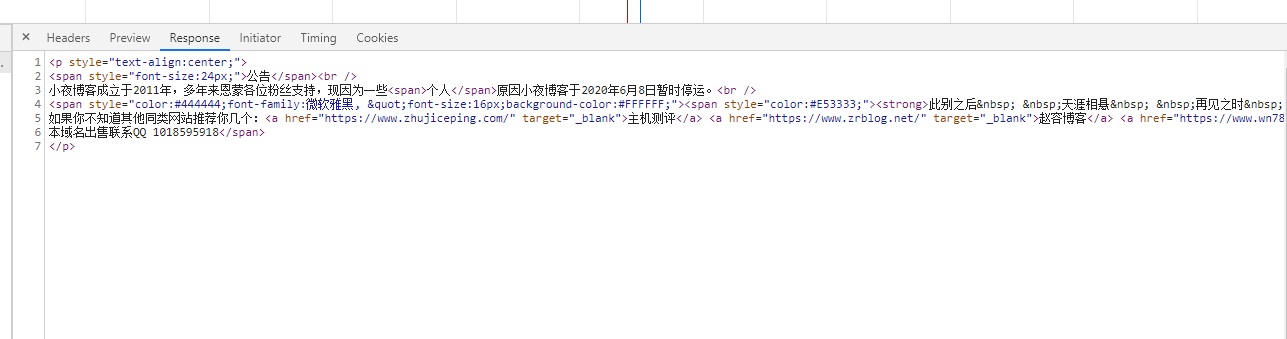 × Headers Preview Response Initiator Timing Cookies
1 <p style="text-align:center;">
2 <span style="font-size:24px;">公告</span><br />
3 小夜博客成立于2011年，多年来恩蒙各位粉丝支持，现因为一些<span>个人</span>原因小夜博客于2020年6月8日暂时停运。<br />
4 <span style="color:#444444;font-family:微软雅黑, &quot;font-size:16px;background-color:#FFFFFF;"><span style="color:#E53333;"><strong>此别之后&nbsp; &nbsp;天涯相悬&nbsp; &nbsp;再见之时&nbsp;
5 如果你不知道其他同类网站推荐你几个：<a href="https://www.zhujiceping.com/" target="_blank">主机测评</a> <a href="https://www.zrblog.net/" target="_blank">赵容博客</a> <a href="https://www.wn78
6 本域名出售联系QQ 1018595918</span>
7 </p>